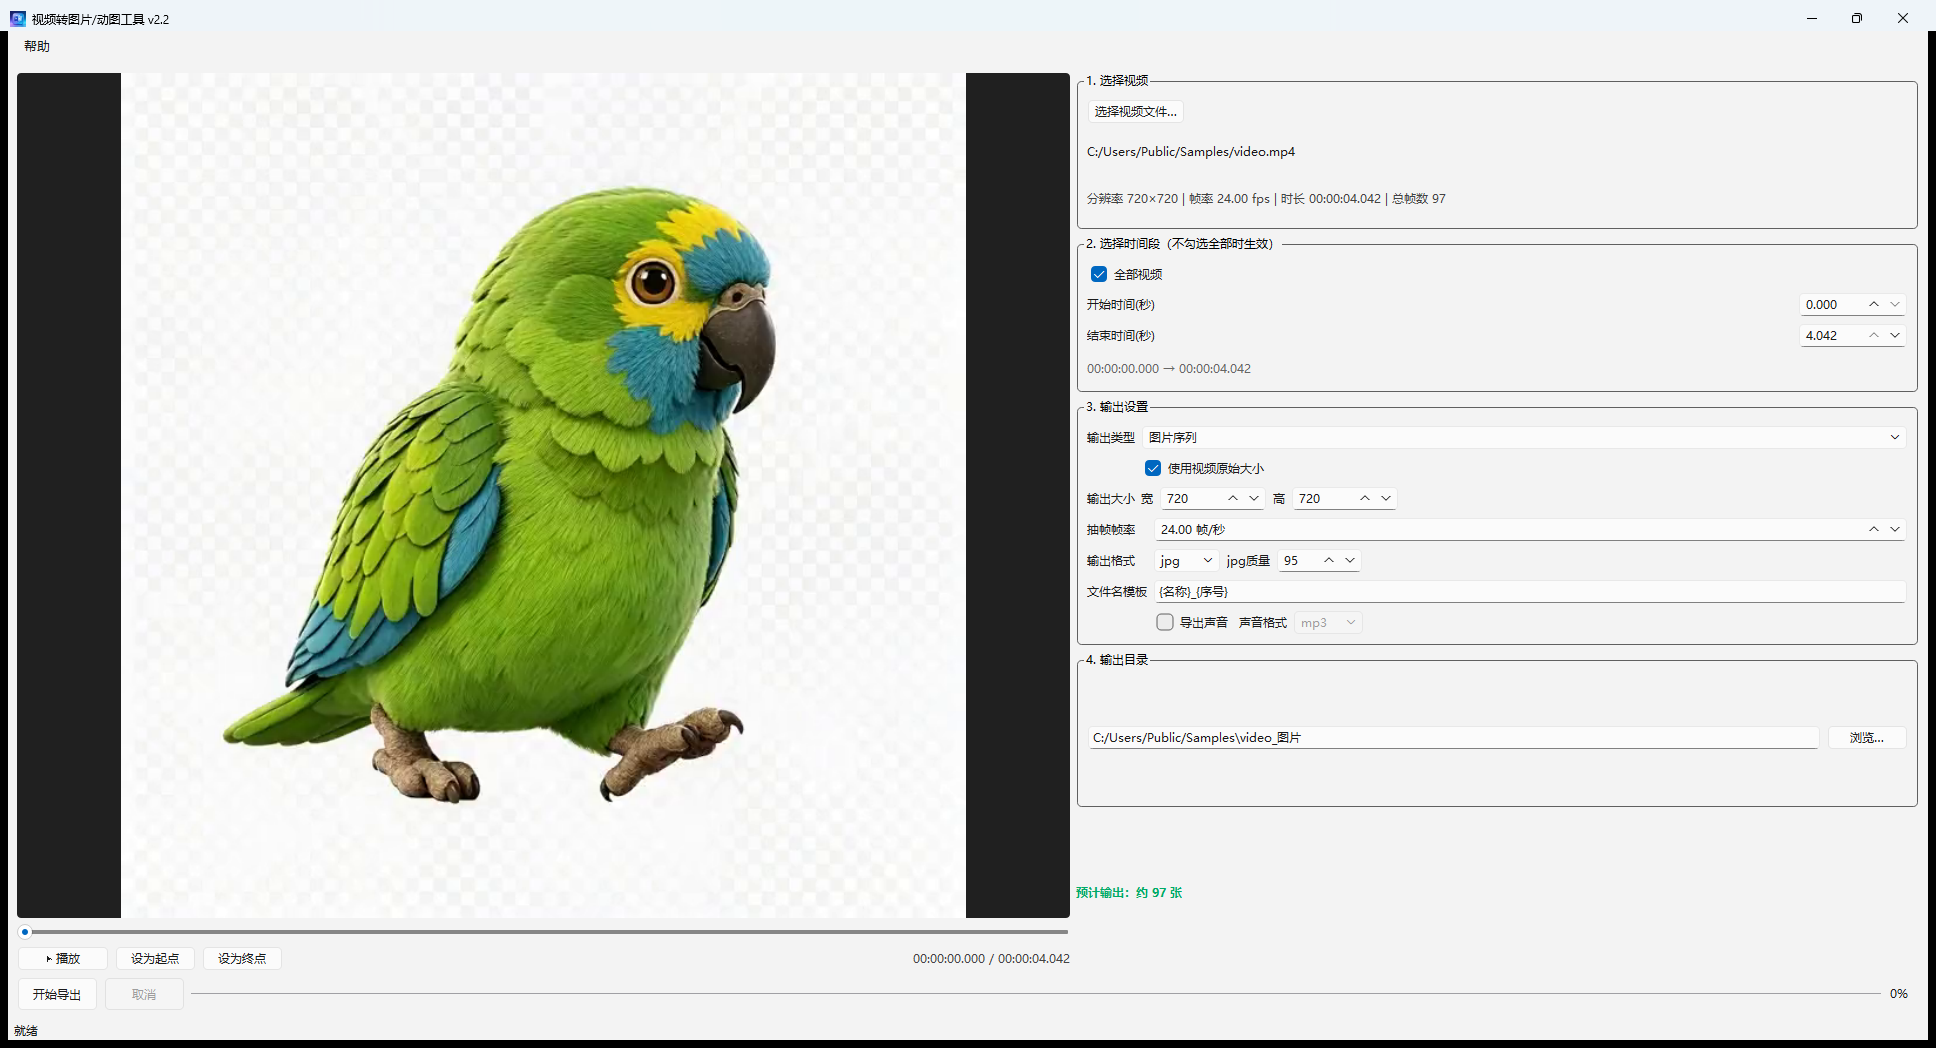 视频转图片/动图工具 v2.2
帮助
1. 选择视频
选择视频文件...
C:/Users/Public/Samples/video.mp4
分辨率 720×720 | 帧率 24.00 fps | 时长 00:00:04.042 | 总帧数 97
2. 选择时间段（不勾选全部时生效）
全部视频
开始时间(秒) 0.000
结束时间(秒) 4.042
00:00:00.000 → 00:00:04.042
3. 输出设置
输出类型 图片序列
使用视频原始大小
输出大小 宽 720 高 720
抽帧帧率 24.00 帧/秒
输出格式 jpg jpg质量 95
文件名模板 {名称}_{序号}
导出声音 声音格式 mp3
4. 输出目录
C:/Users/Public/Samples\video_图片 浏览...
预计输出：约 97 张
播放 设为起点 设为终点 00:00:00.000 / 00:00:04.042
开始导出 取消 0%
就绪